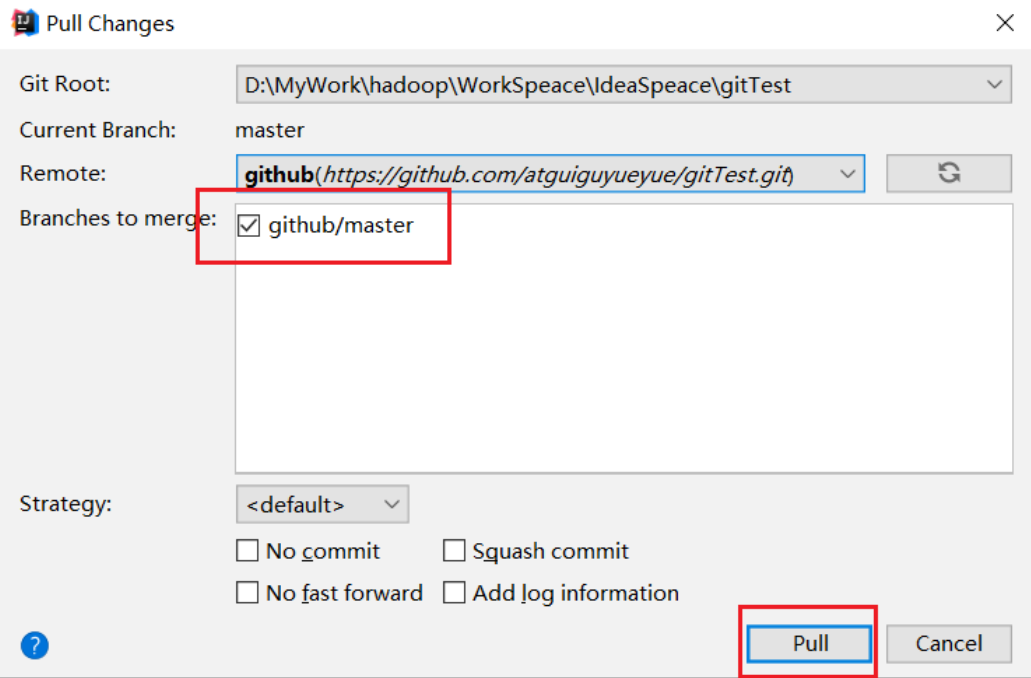 Pull Changes
Git Root: D:\MyWork\hadoop\WorkSpeace\IdeaSpeace\gitTest
Current Branch: master
Remote: github(https://github.com/atguiguyueyue/gitTest.git)
Branches to merge: github/master
Strategy: <default>
No commit Squash commit
No fast forward Add log information
? Pull Cancel